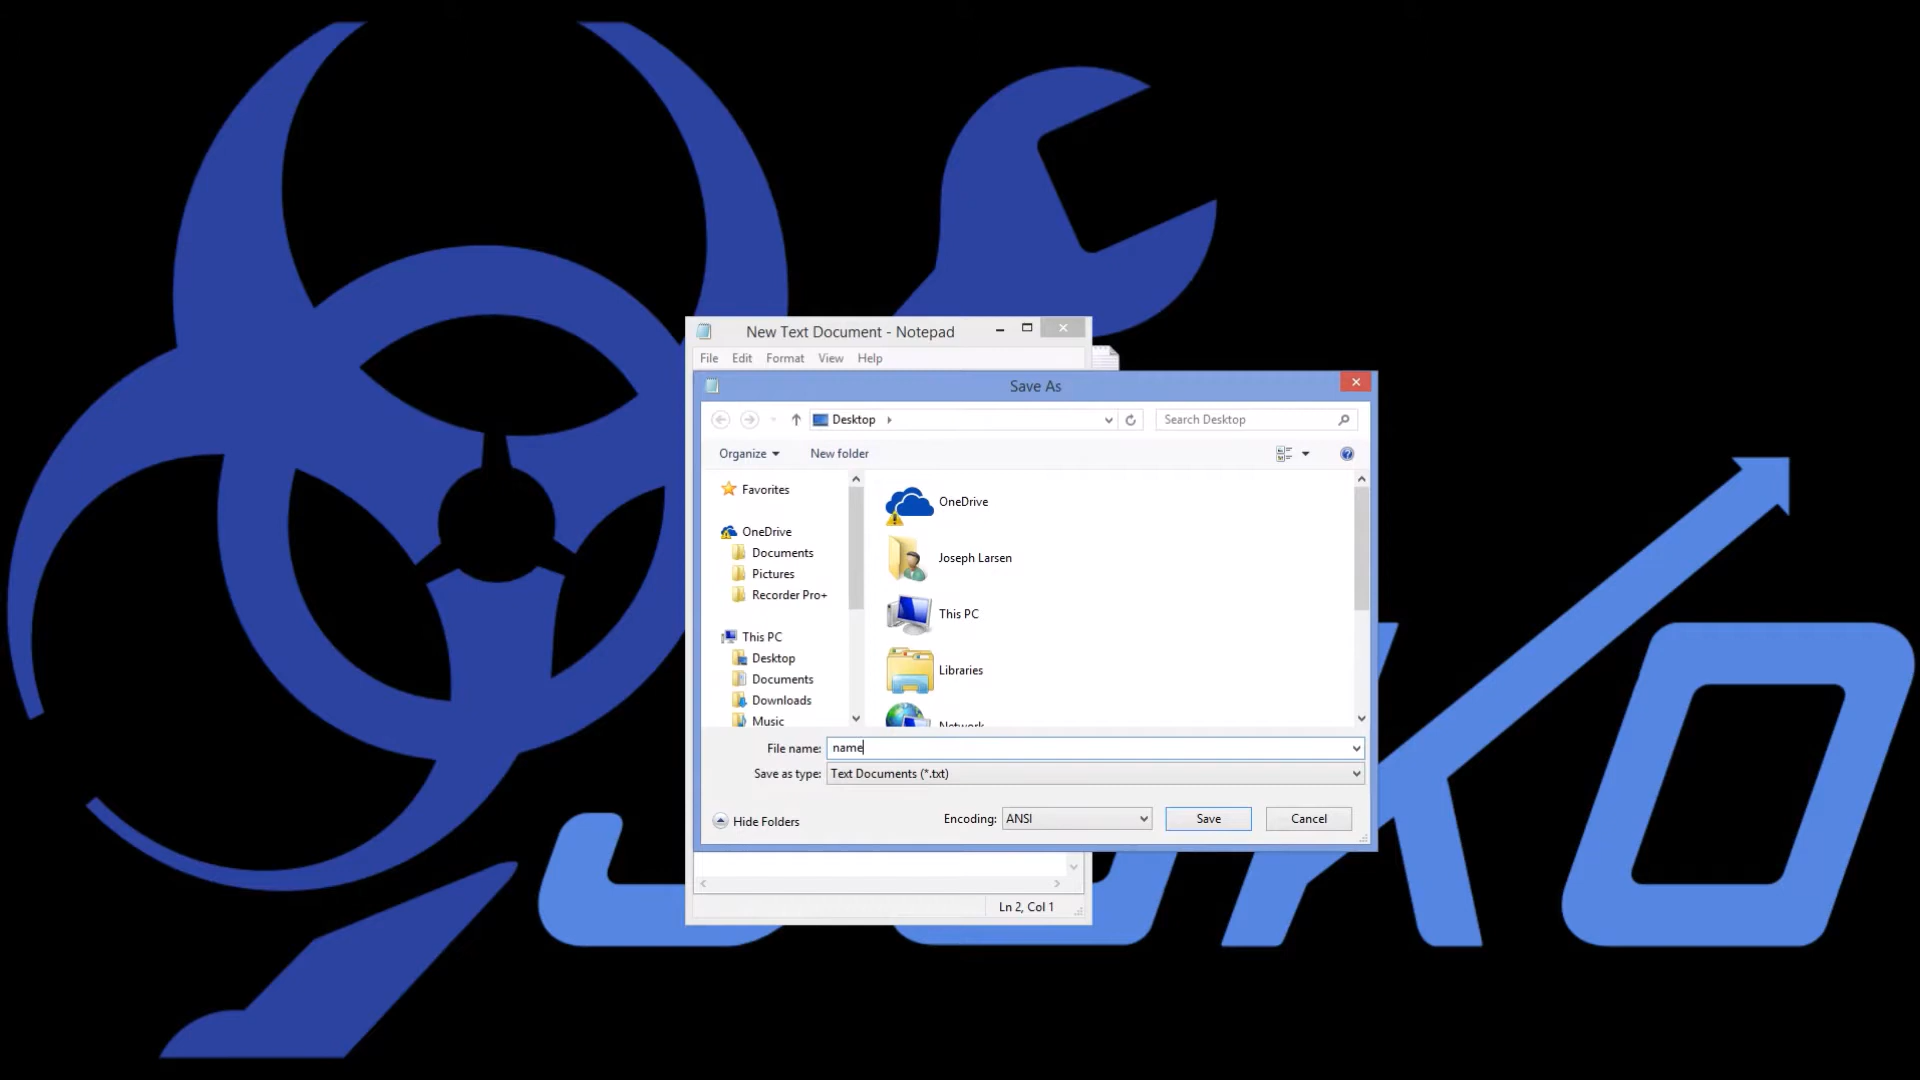 New Text Document - Notepad
File Edit Format View Help
Save As
Desktop
Search Desktop
Organize New folder
Favorites
OneDrive
Documents
Pictures
Recorder Pro+
This PC
Desktop
Documents
Downloads
Music
OneDrive
Joseph Larsen
This PC
Libraries
Network
File name: name
Save as type: Text Documents (*.txt)
Hide Folders
Encoding: ANSI
Save
Cancel
Ln 2, Col 1